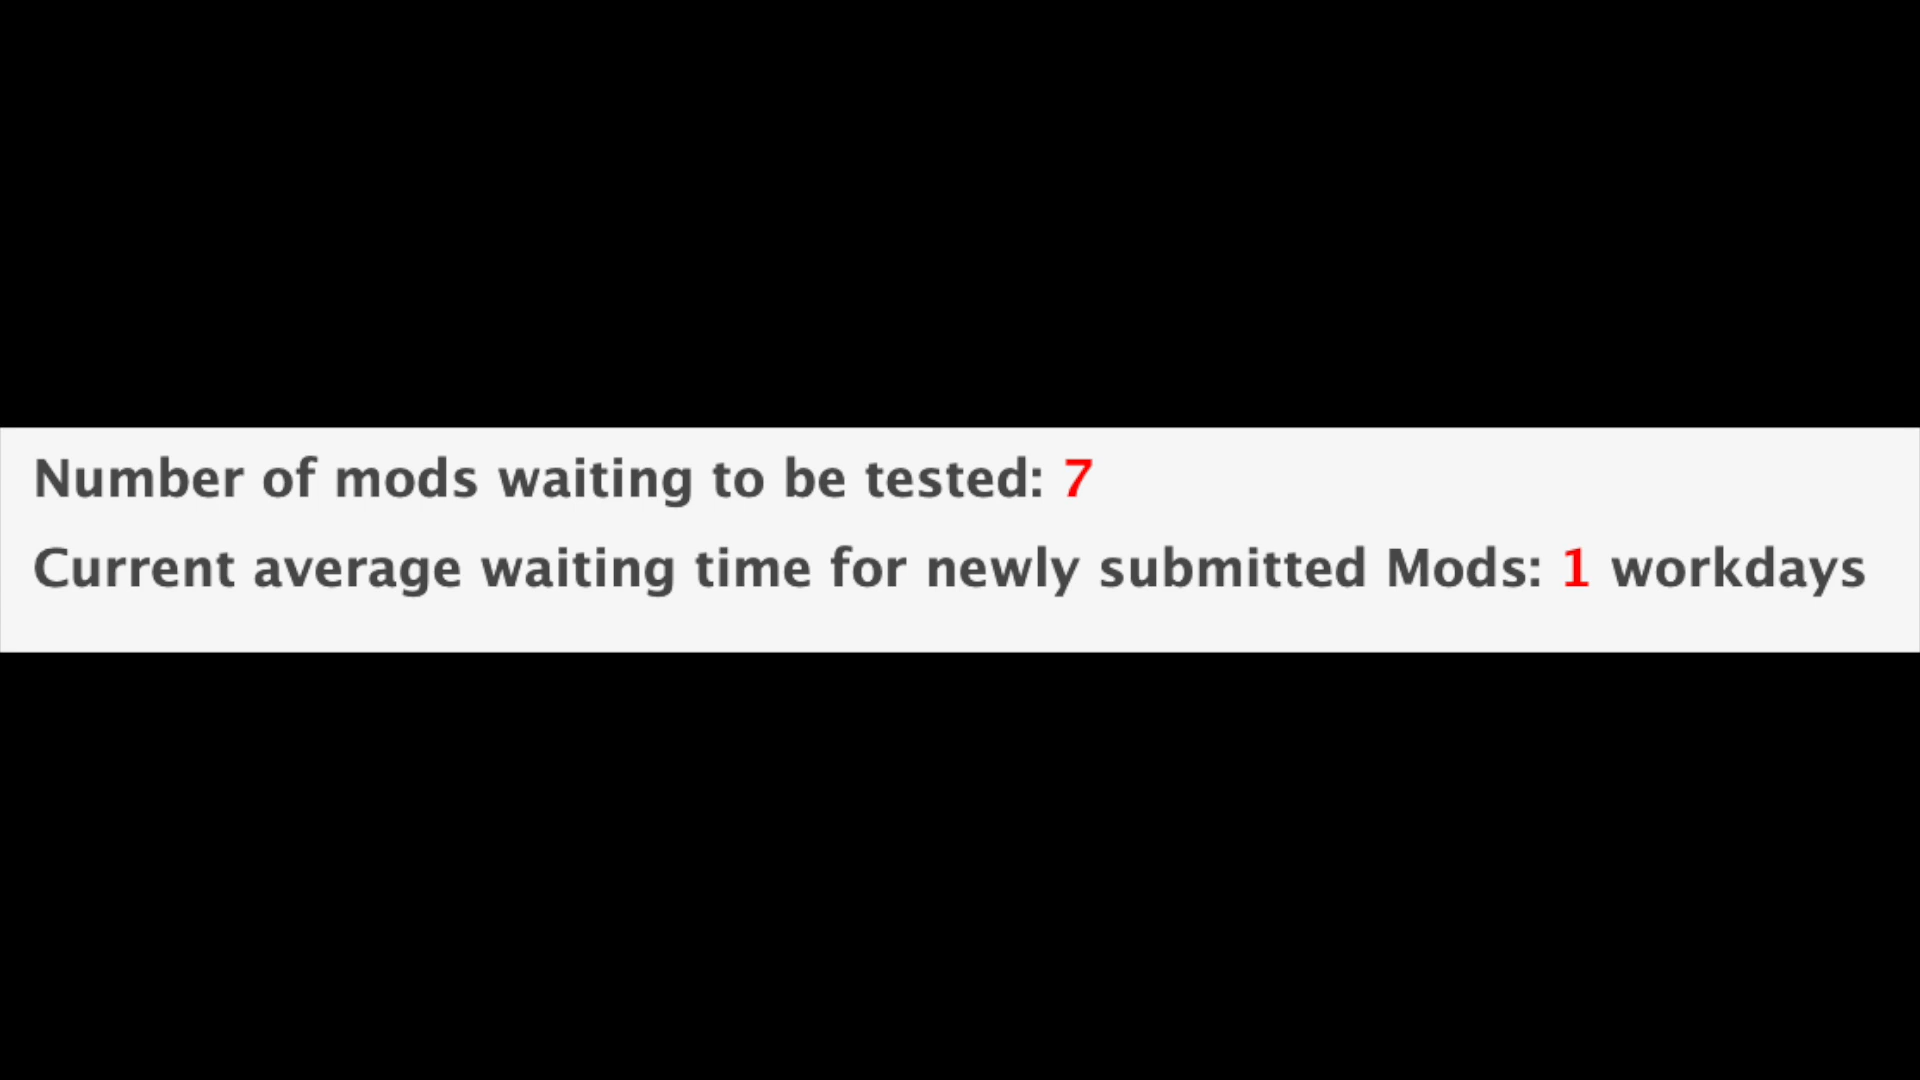 Number of mods waiting to be tested: 7
Current average waiting time for newly submitted Mods: 1 workdays